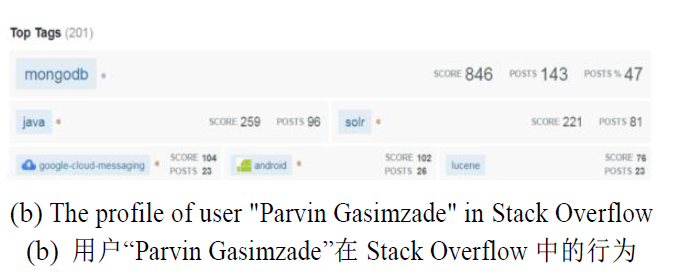 Top Tags (201)
mongodb SCORE 846 POSTS 143 POSTS % 47
java SCORE 259 POSTS 96 solr SCORE 221 POSTS 81
google-cloud-messaging SCORE 104 POSTS 23 android SCORE 102 POSTS 26 lucene SCORE 76 POSTS 23
(b) The profile of user "Parvin Gasimzade" in Stack Overflow
(b) 用户“Parvin Gasimzade”在 Stack Overflow 中的行为